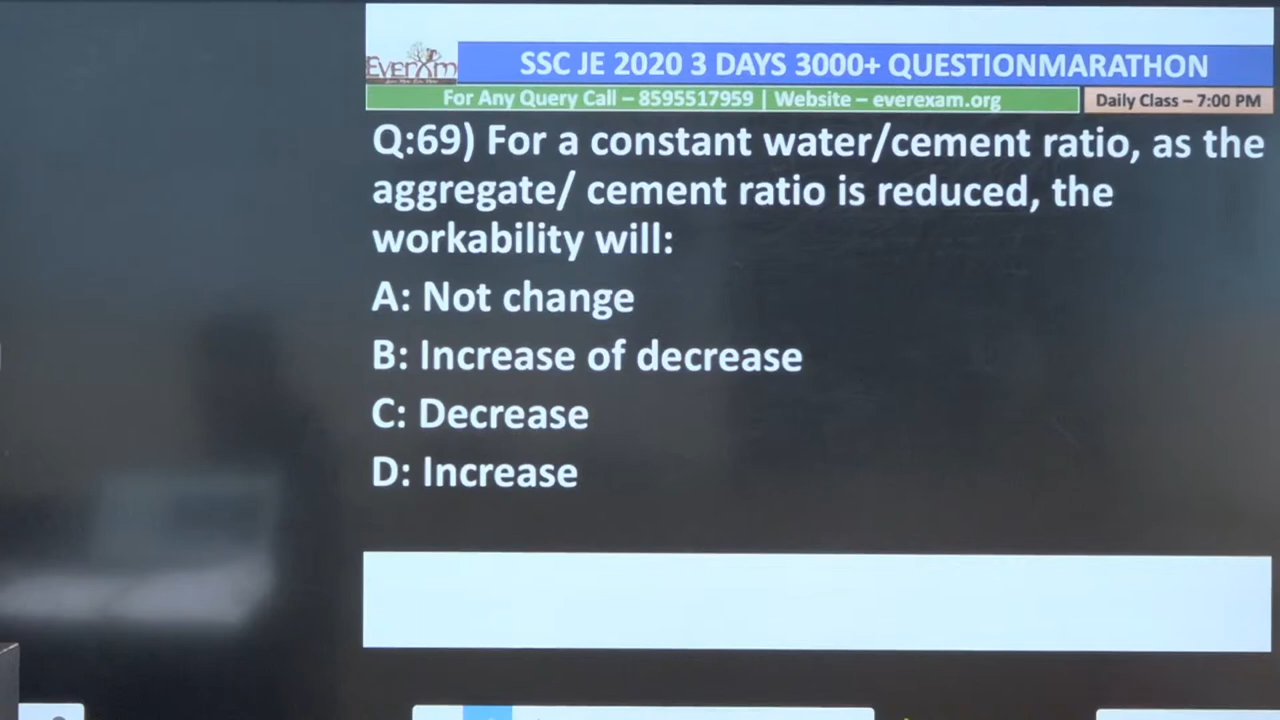 EverExam
SSC JE 2020 3 DAYS 3000+ QUESTIONMARATHON
For Any Query Call – 8595517959 | Website – everexam.org
Daily Class – 7:00 PM
Q:69) For a constant water/cement ratio, as the
aggregate/ cement ratio is reduced, the
workability will:
A: Not change
B: Increase of decrease
C: Decrease
D: Increase